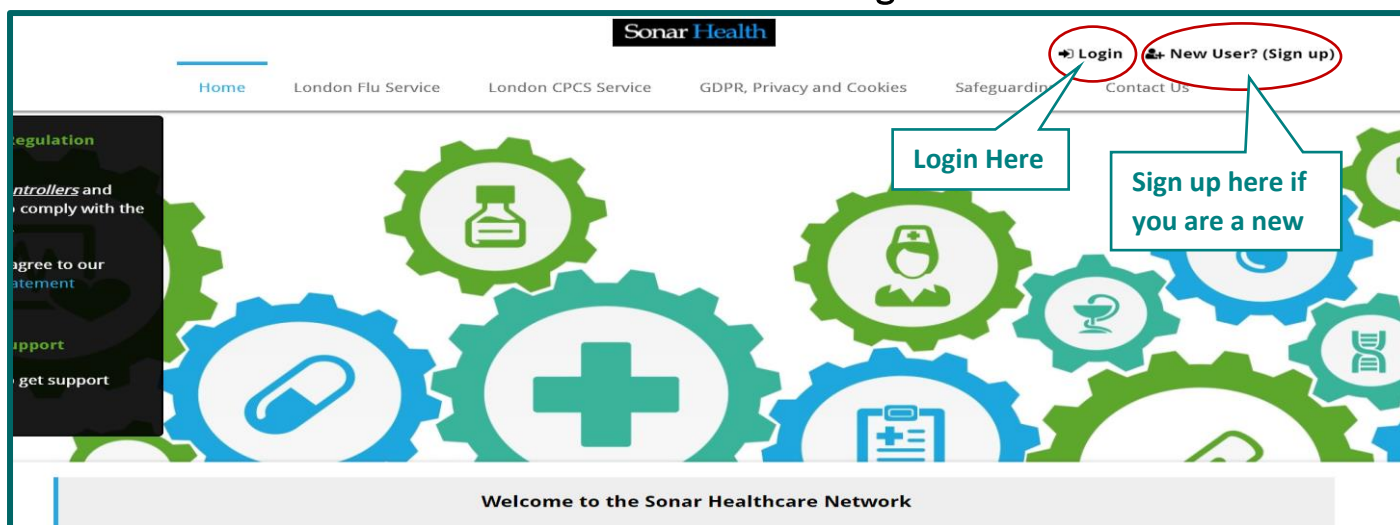 Sonar Health
Login New User? (Sign up)
Home London Flu Service London CPCS Service GDPR, Privacy and Cookies Safeguardin Contact Us
Login Here
Sign up here if
you are a new
egulation
ntrollers and
comply with the
agree to our
atement
upport
get support
Welcome to the Sonar Healthcare Network